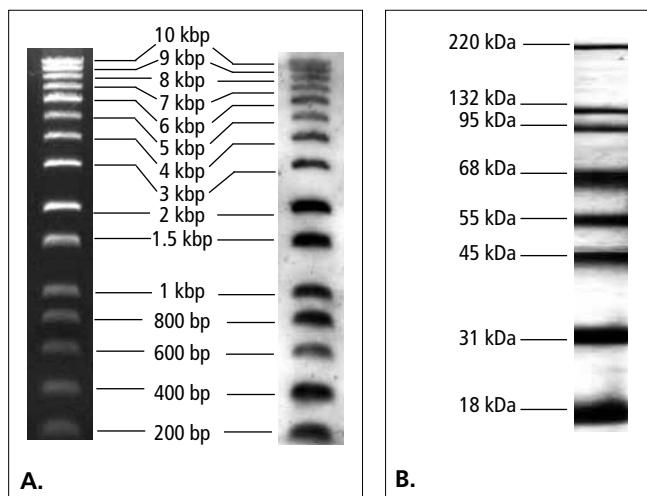 10 kbp
9 kbp
8 kbp
7 kbp
6 kbp
5 kbp
4 kbp
3 kbp
2 kbp
1.5 kbp
1 kbp
800 bp
600 bp
400 bp
200 bp
A.
220 kDa
132 kDa
95 kDa
68 kDa
55 kDa
45 kDa
31 kDa
18 kDa
B.